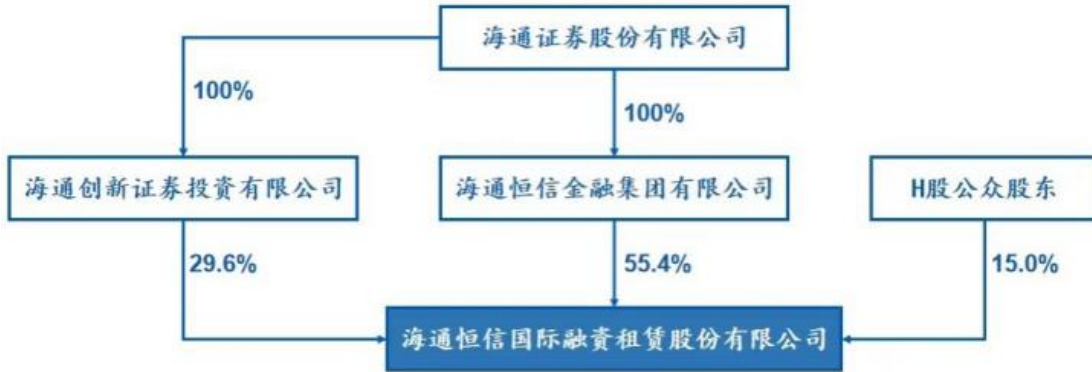 海通证券股份有限公司
100%
100%
海通创新证券投资有限公司
海通恒信金融集团有限公司
H股公众股东
29.6%
55.4%
15.0%
海通恒信国际融资租赁股份有限公司